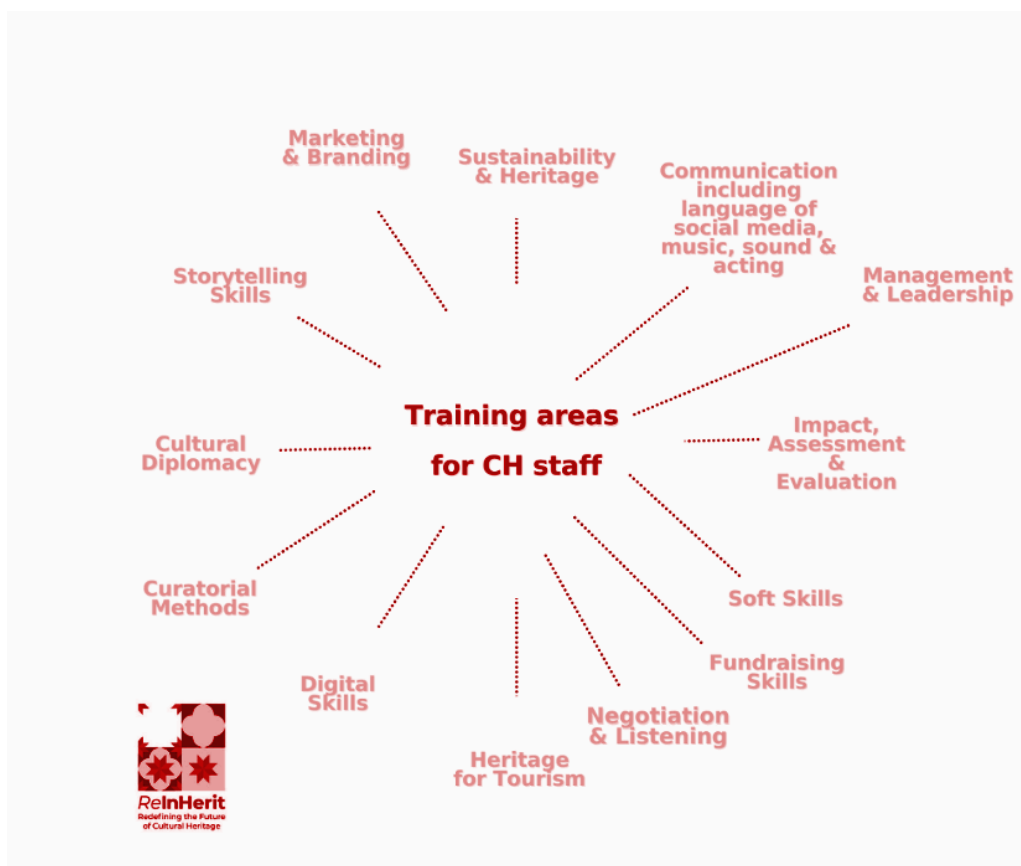 Marketing
& Branding
Sustainability
& Heritage
Communication
including
language of
social media,
music, sound &
acting
Management
& Leadership
Storytelling
Skills
Training areas
for CH staff
Impact,
Assessment
&
Evaluation
Cultural
Diplomacy
Curatorial
Methods
Soft Skills
Fundraising
Skills
Digital
Skills
Negotiation
& Listening
Heritage
for Tourism
ReInHerit
Redefining the Future
of Cultural Heritage